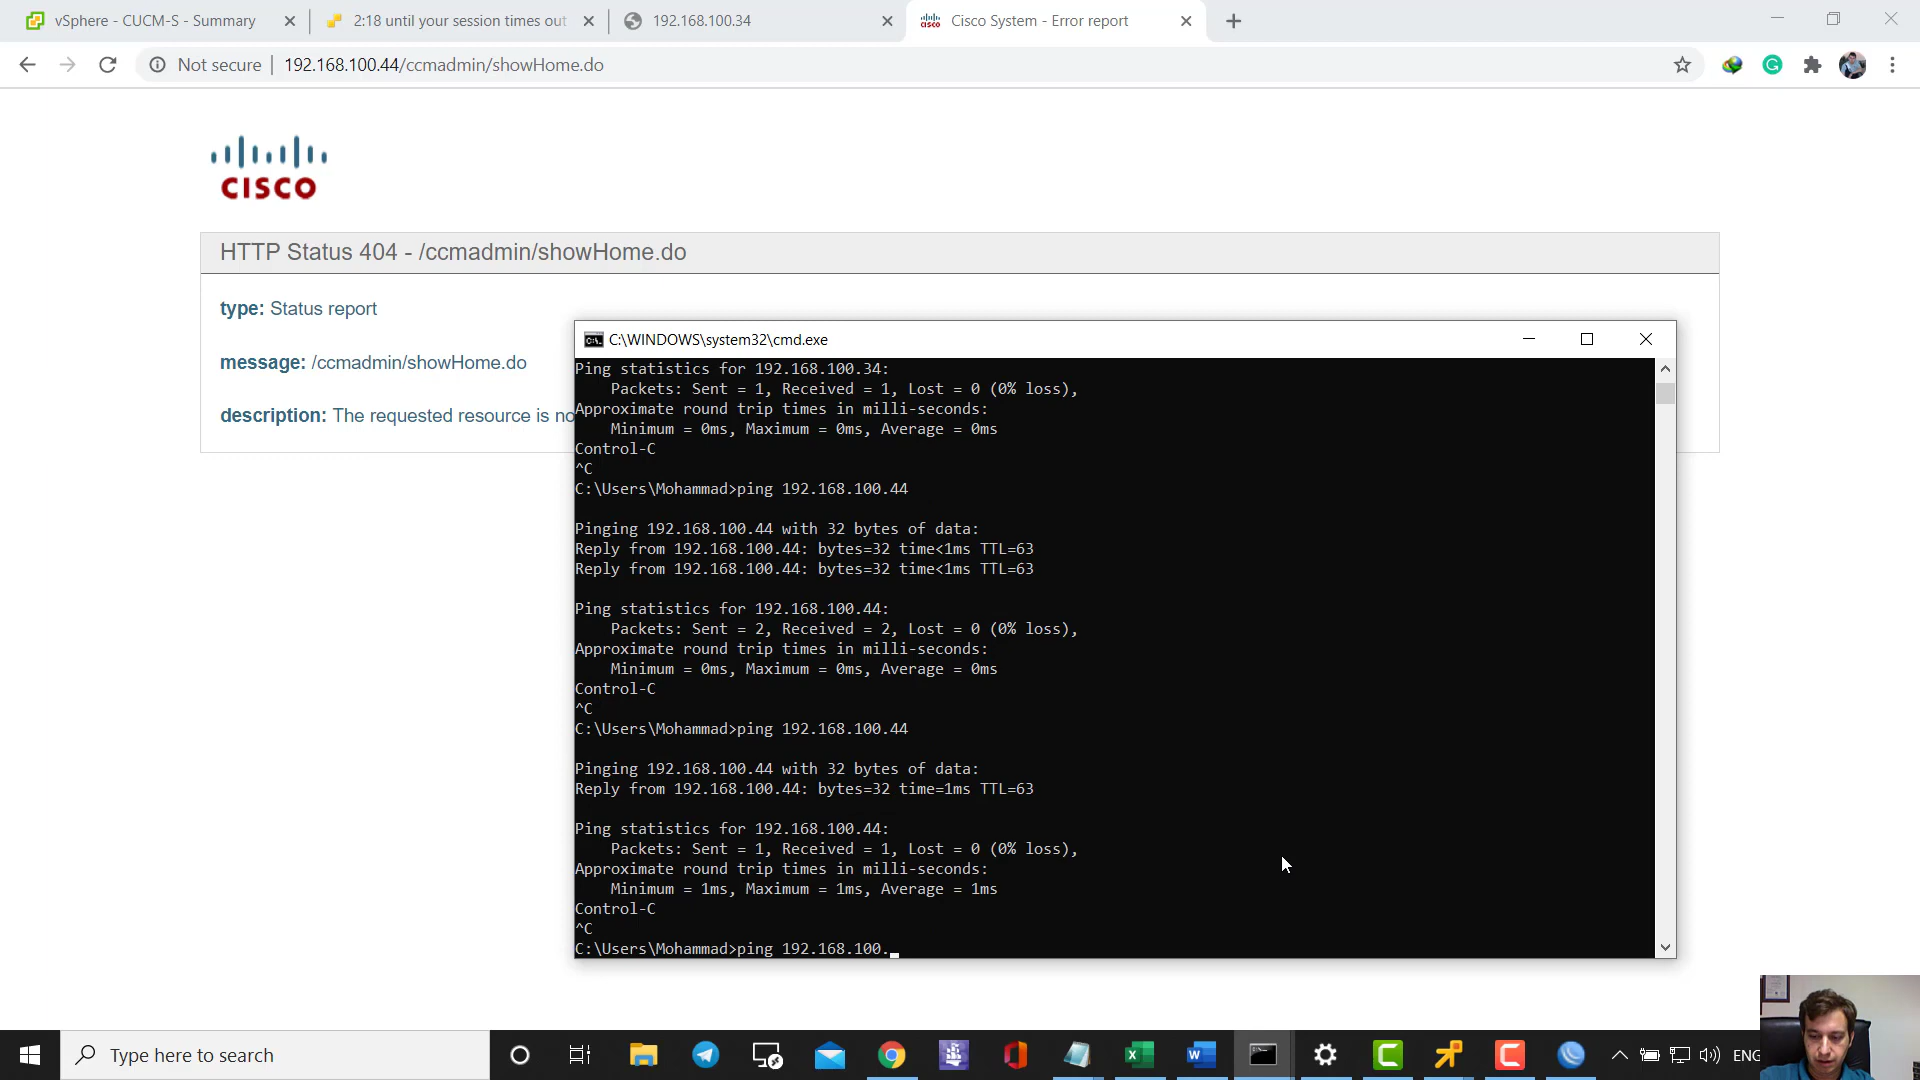 vSphere - CUCM-S - Summary
2:18 until your session times out
192.168.100.34
Cisco System - Error report
Not secure
192.168.100.44/ccmadmin/showHome.do
CISCO
HTTP Status 404 - /ccmadmin/showHome.do
type: Status report
message: /ccmadmin/showHome.do
description: The requested resource is no
C:\WINDOWS\system32\cmd.exe
Ping statistics for 192.168.100.34:
Packets: Sent = 1, Received = 1, Lost = 0 (0% loss),
Approximate round trip times in milli-seconds:
Minimum = 0ms, Maximum = 0ms, Average = 0ms
Control-C
^C
C:\Users\Mohammad>ping 192.168.100.44
Pinging 192.168.100.44 with 32 bytes of data:
Reply from 192.168.100.44: bytes=32 time<1ms TTL=63
Reply from 192.168.100.44: bytes=32 time<1ms TTL=63
Ping statistics for 192.168.100.44:
Packets: Sent = 2, Received = 2, Lost = 0 (0% loss),
Approximate round trip times in milli-seconds:
Minimum = 0ms, Maximum = 0ms, Average = 0ms
Control-C
^C
C:\Users\Mohammad>ping 192.168.100.44
Pinging 192.168.100.44 with 32 bytes of data:
Reply from 192.168.100.44: bytes=32 time=1ms TTL=63
Ping statistics for 192.168.100.44:
Packets: Sent = 1, Received = 1, Lost = 0 (0% loss),
Approximate round trip times in milli-seconds:
Minimum = 1ms, Maximum = 1ms, Average = 1ms
Control-C
^C
C:\Users\Mohammad>ping 192.168.100._
Type here to search
ENG